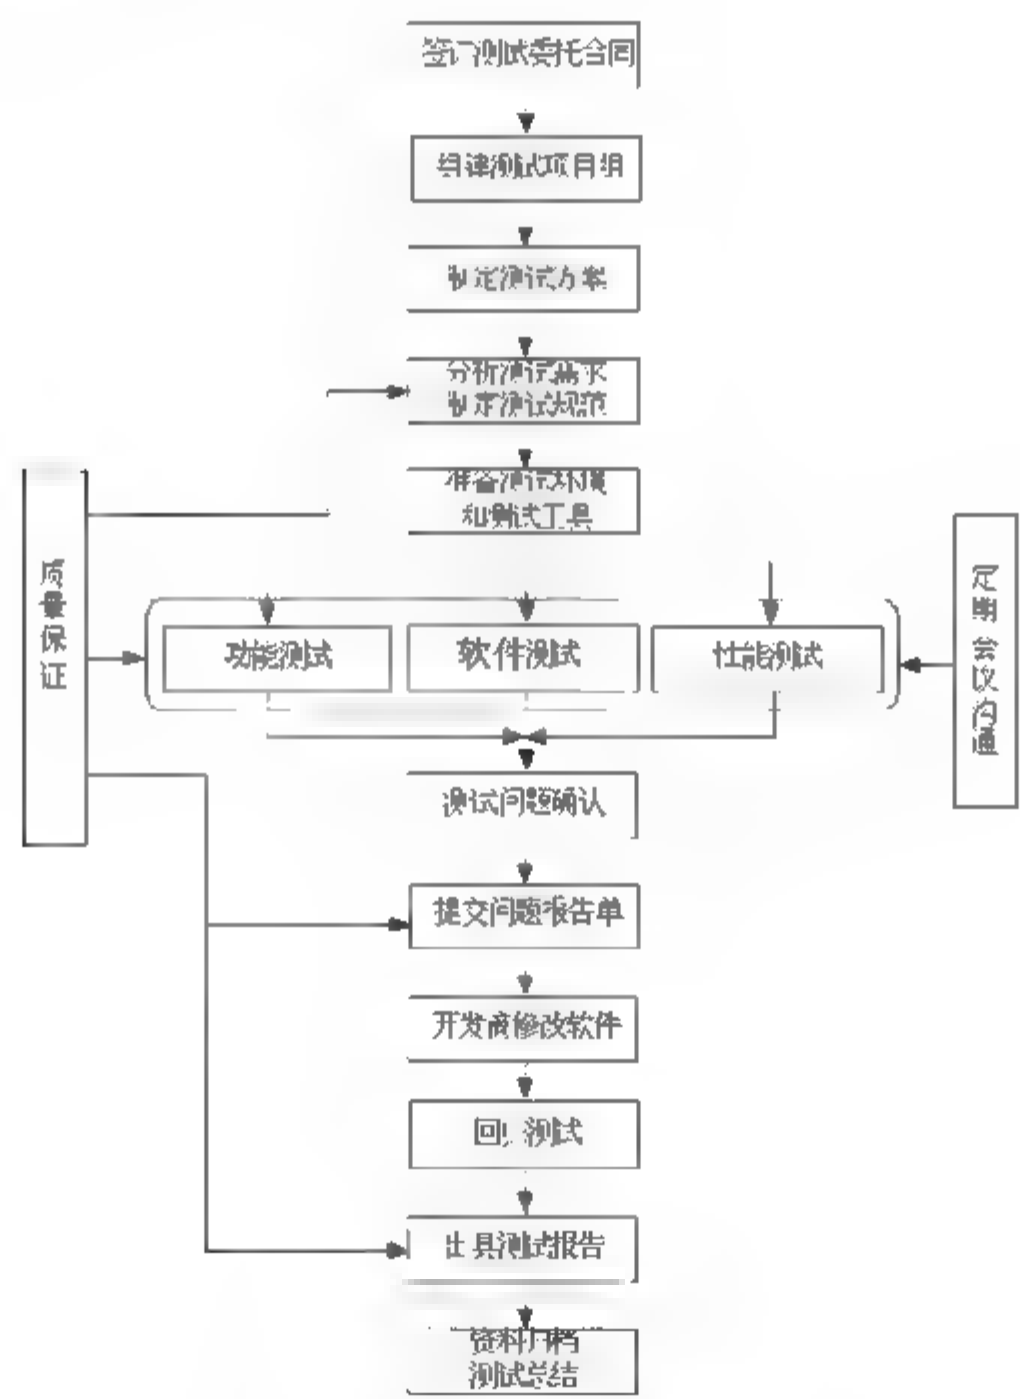 签订测试委托合同
组建测试项目组
制定测试方案
分析测试需求
制定测试规范
准备测试环境
和测试工具
质量保证
定期会议沟通
功能测试
软件测试
性能测试
测试问题确认
提交问题报告单
开发商修改软件
回归测试
出具测试报告
资料归档
测试总结